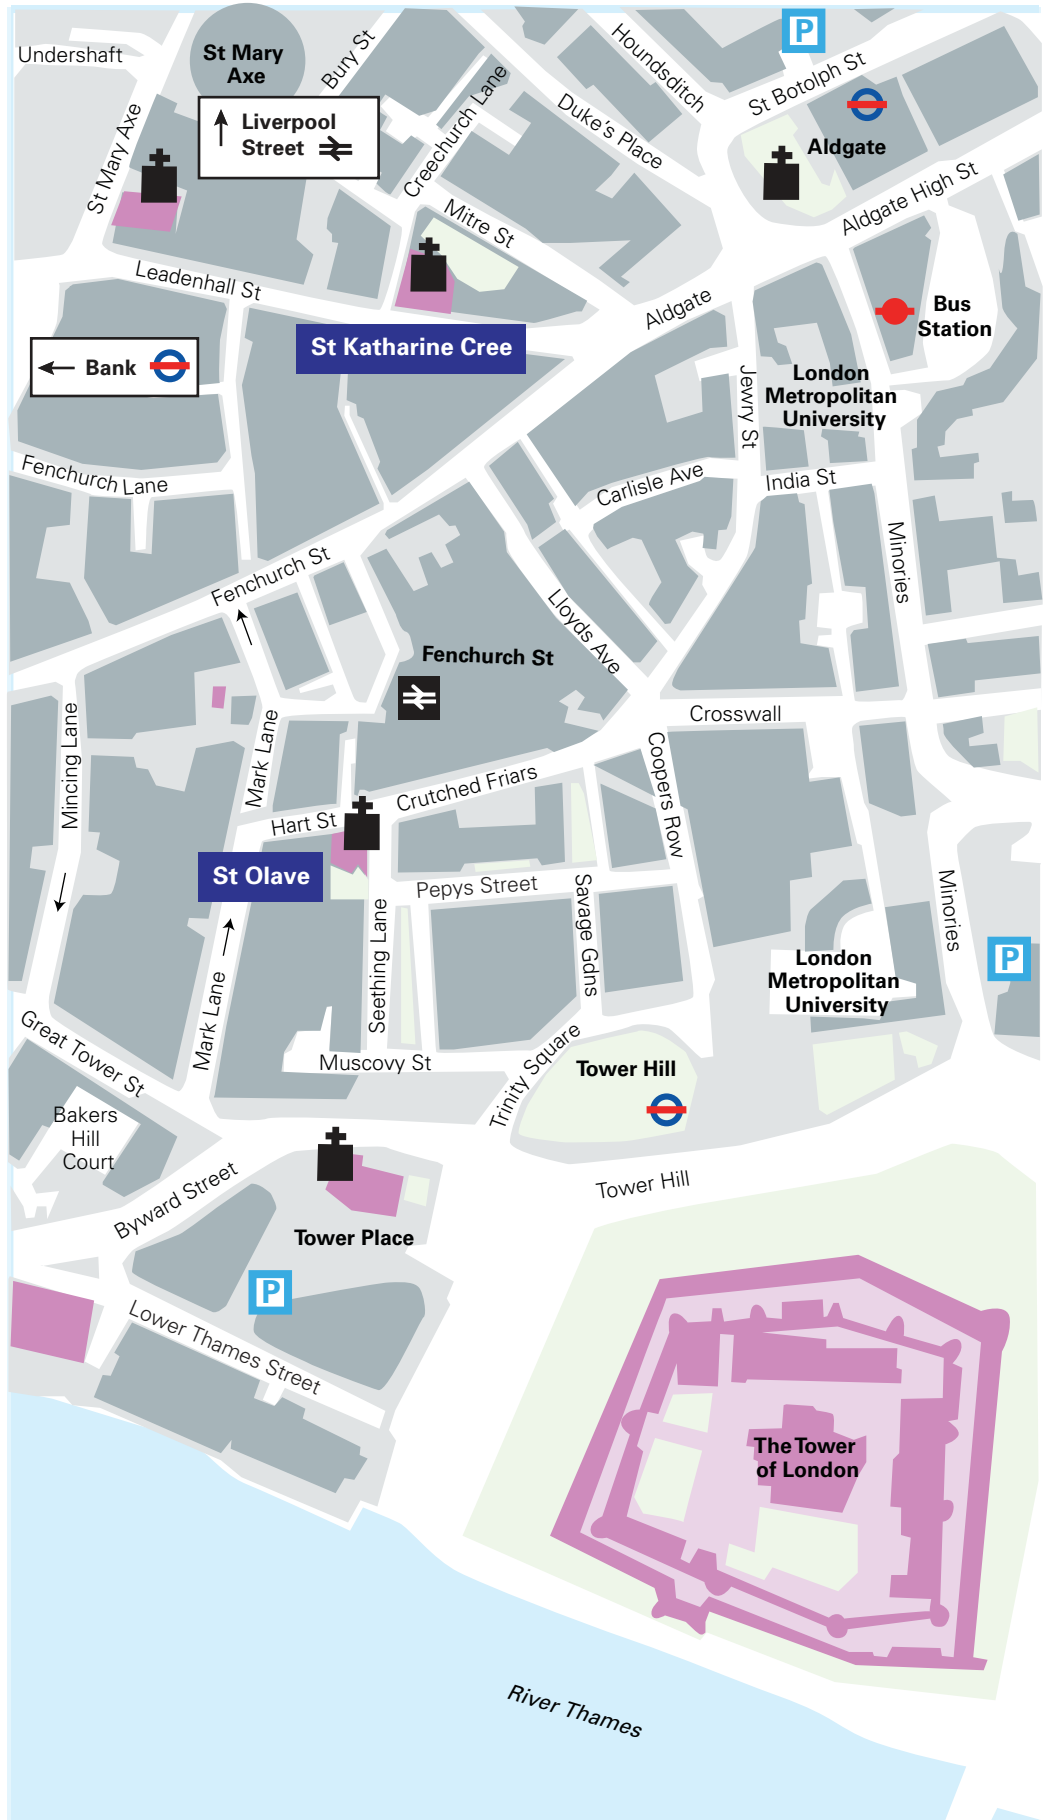 P
Undershaft
St Mary
Axe
Bury St
Houndsditch
St Botolph St
Liverpool
Street
Creechurch Lane
Duke's Place
Aldgate
St Mary Axe
Mitre St
Aldgate High St
Leadenhall St
Aldgate
Bus
Station
St Katharine Cree
Bank
Jewry St
London
Metropolitan
University
Fenchurch Lane
Carlisle Ave
India St
Minories
Fenchurch St
Lloyds Ave
Fenchurch St
Mincing Lane
Mark Lane
Crosswall
Coopers Row
Crutched Friars
Hart St
St Olave
Pepys Street
Savage Gdns
Seething Lane
Minories
London
Metropolitan
University
P
Mark Lane
Great Tower St
Muscovy St
Trinity Square
Tower Hill
Bakers
Hill
Court
Byward Street
Tower Hill
Tower Place
P
Lower Thames Street
The Tower
of London
River Thames